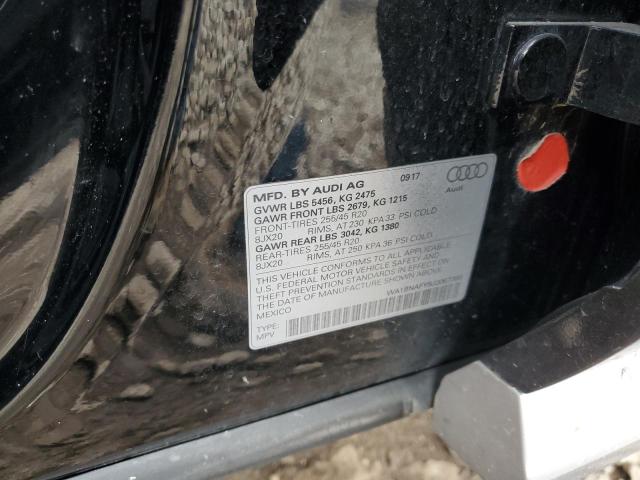 MFD. BY AUDI AG 09 17
GVWR LBS 5456, KG 2475
GAWR FRONT LBS 2679, KG 1215
FRONT-TIRES 255/45 R20
8JX20 RIMS, AT 230 KPA 33 PSI COLD
GAWR REAR LBS 3042, KG 1380
REAR-TIRES 255/45 R20
8JX20 RIMS, AT 250 KPA 36 PSI COLD
THIS VEHICLE CONFORMS TO ALL APPLICABLE
U.S. FEDERAL MOTOR VEHICLE SAFETY AND
THEFT PREVENTION STANDARDS IN EFFECT ON
THE DATE OF MANUFACTURE SHOWN ABOVE.
MEXICO
TYPE:
MPV
Audi